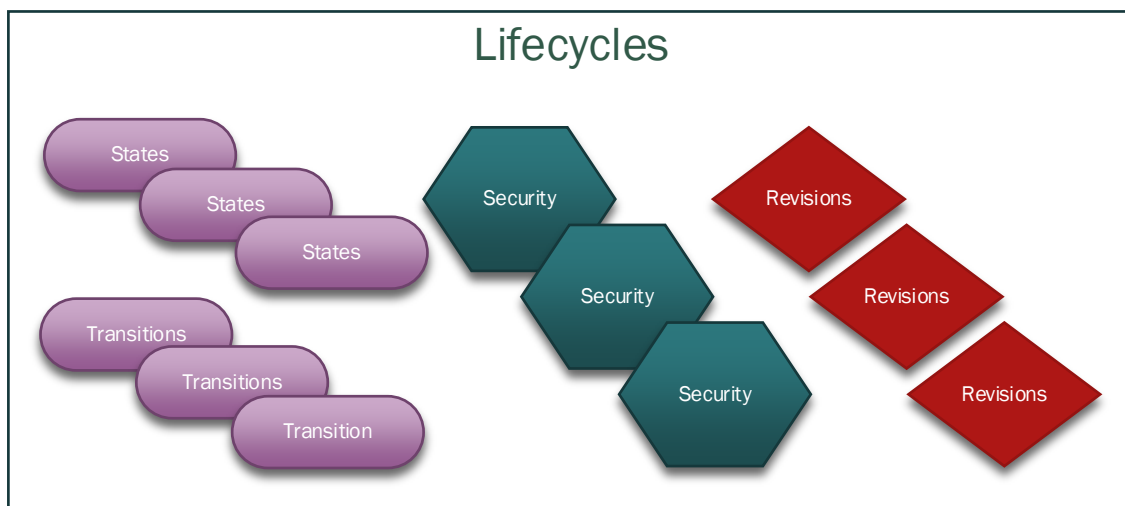 Lifecycles
States
States
States
Transitions
Transitions
Transition
Security
Security
Security
Revisions
Revisions
Revisions